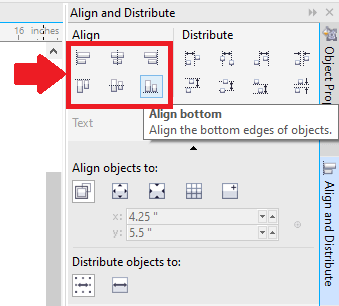 Align and Distribute
16 inches
Align
Distribute
Align bottom
Align the bottom edges of objects.
Text
Align objects to:
x: 4.25 "
y: 5.5 "
Distribute objects to:
Object Prop
Align and Distribute